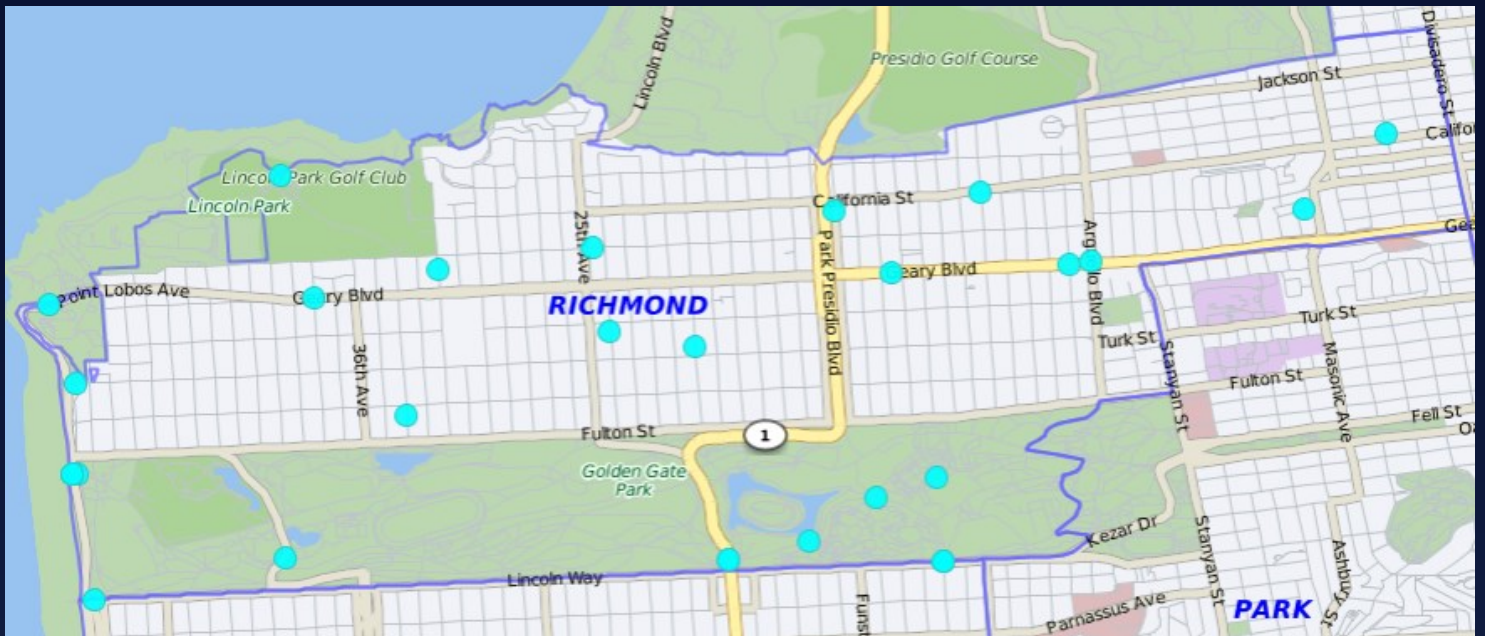 Lincoln Blvd
Presidio Golf Course
Divisadero St
Jackson St
Califo
Lincoln Park Golf Club
Lincoln Park
25th Ave
California St
Park Presidio Blvd
Arguello Blvd
Gea
Point Lobos Ave
Geary Blvd
RICHMOND
Geary Blvd
36th Ave
Turk St
Turk St
Stanyan St
Masonic Ave
Fulton St
Fell St
Fulton St
1
Golden Gate
Park
Kezar Dr
Stanyan St
Ashbury St
Lincoln Way
Funst
Parnassus Ave
PARK